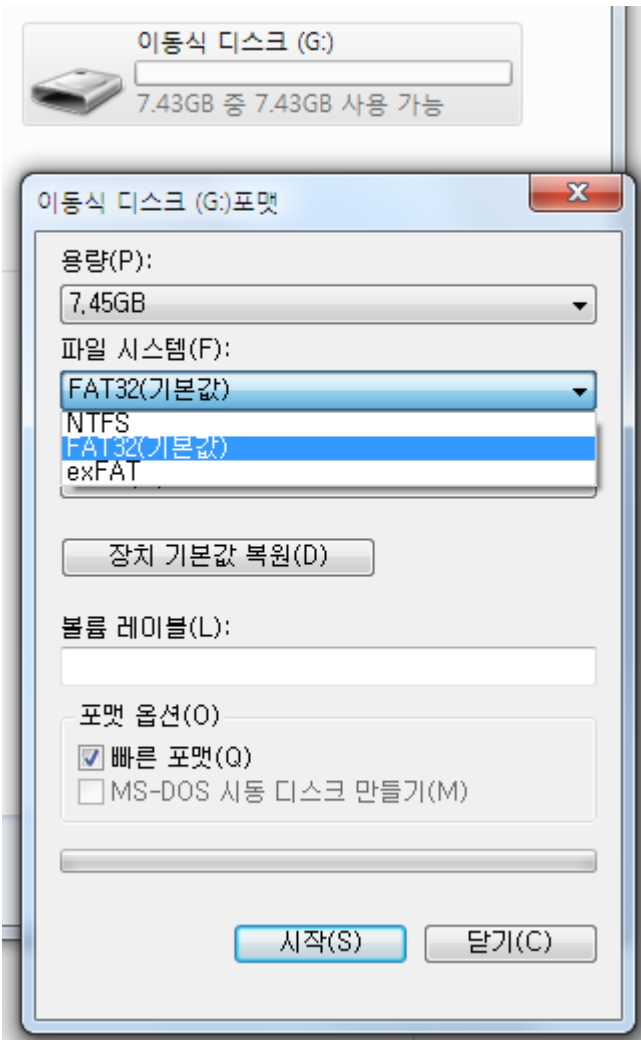 이동식 디스크 (G:)
7.43GB 중 7.43GB 사용 가능
이동식 디스크 (G:)포맷
용량(P):
7,45GB
파일 시스템(F):
FAT32(기본값)
NTFS
FAT32(기본값)
exFAT
장치 기본값 복원(D)
볼륨 레이블(L):
포맷 옵션(O)
빠른 포맷(Q)
MS-DOS 시동 디스크 만들기(M)
시작(S)
닫기(C)